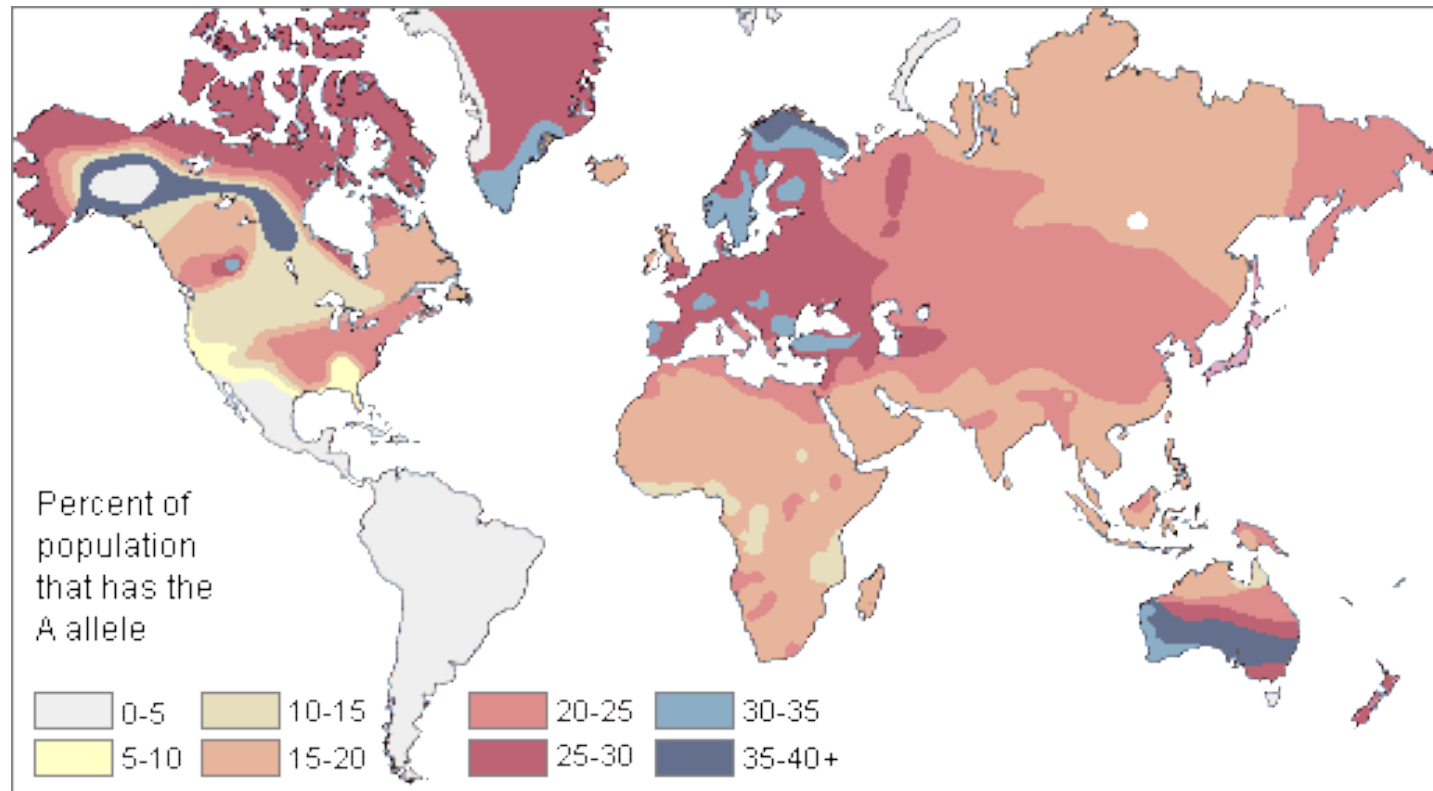 Percent of
population
that has the
A allele
0-5
10-15
20-25
30-35
5-10
15-20
25-30
35-40+